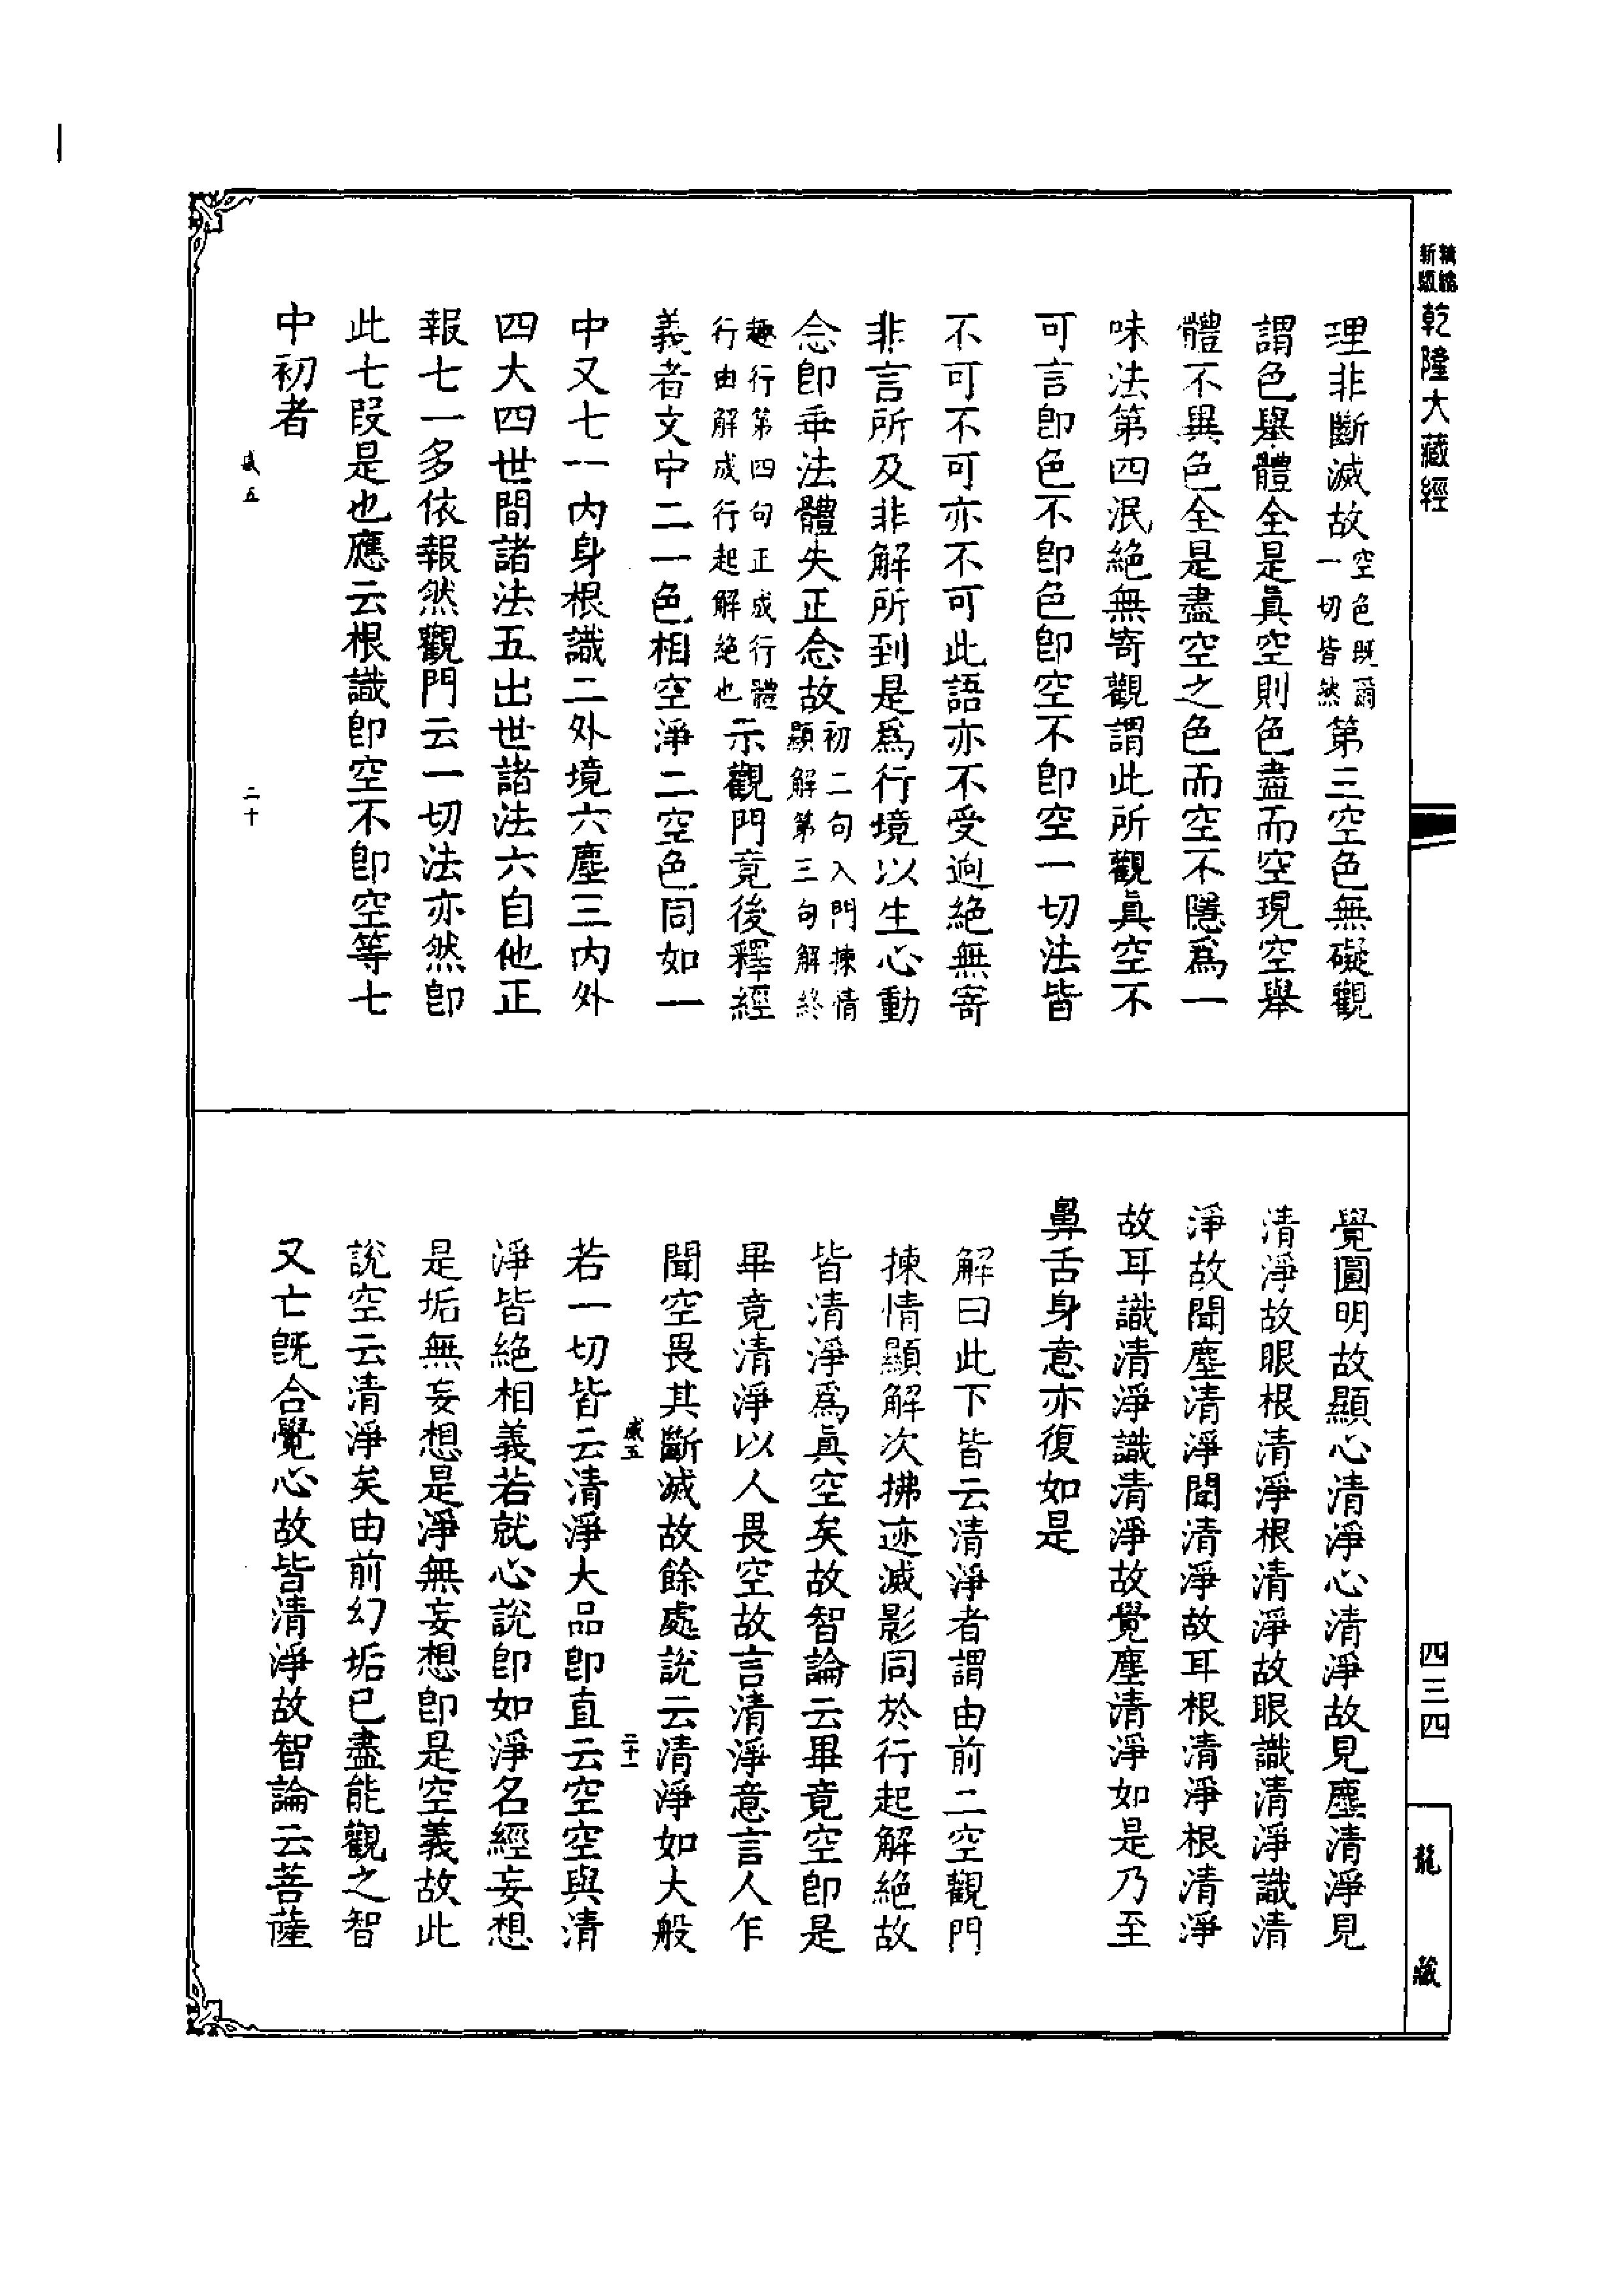 新版精縮
乾隆大藏經
四三四
龍藏
理非斷滅故空色既爾一切皆然第三空色無礙觀
謂色舉體全是眞空則色盡而空現空舉
體不異色全是盡空之色而空不隱爲一
味法第四泯絕無寄觀謂此所觀眞空不
可言卽色不卽色卽空不卽空一切法皆
不可不可亦不可此語亦不受迥絕無寄
非言所及非解所到是爲行境以生心動
念卽乖法體失正念故初二句入門揀情顯解第三句解終
趣行第四句正成行體行由解成行起解絕也示觀門竟後釋經
義者文中二一色相空淨二空色同如一
中又七一內身根識二外境六塵三內外
四大四世間諸法五出世諸法六自他正
報七一多依報然觀門云一切法亦然卽
此七段是也應云根識卽空不卽空等七
中初者
咸五
二十
覺圓明故顯心清淨心清淨故見塵清淨見
清淨故眼根清淨根清淨故眼識清淨識清
淨故聞塵清淨聞清淨故耳根清淨根清淨
故耳識清淨識清淨故覺塵清淨如是乃至
鼻舌身意亦復如是
解曰此下皆云清淨者謂由前二空觀門
揀情顯解次拂迹滅影同於行起解絕故
皆清淨爲眞空矣故智論云畢竟空卽是
畢竟清淨以人畏空故言清淨意言人乍
聞空畏其斷滅故餘處說云清淨如大般
咸五
二十一
若一切皆云清淨大品卽直云空空與清
淨皆絕相義若就心說卽如淨名經妄想
是垢無妄想是淨無妄想卽是空義故此
說空云清淨矣由前幻垢已盡能觀之智
又亡旣合覺心故皆清淨故智論云菩薩